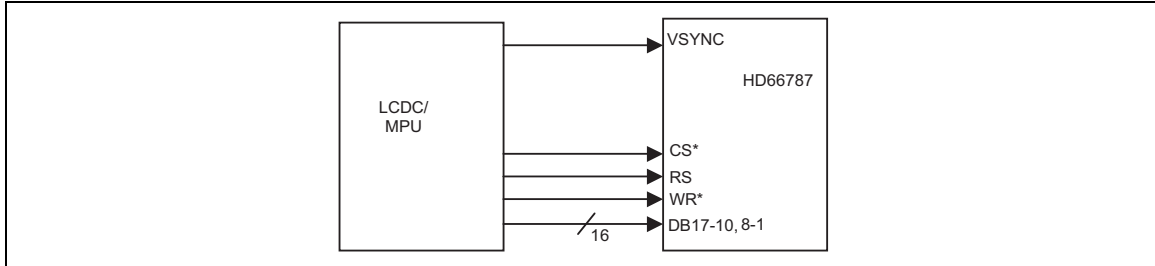 VSYNC
HD66787
LCDC/
MPU
CS*
RS
WR*
DB17-10, 8-1
16